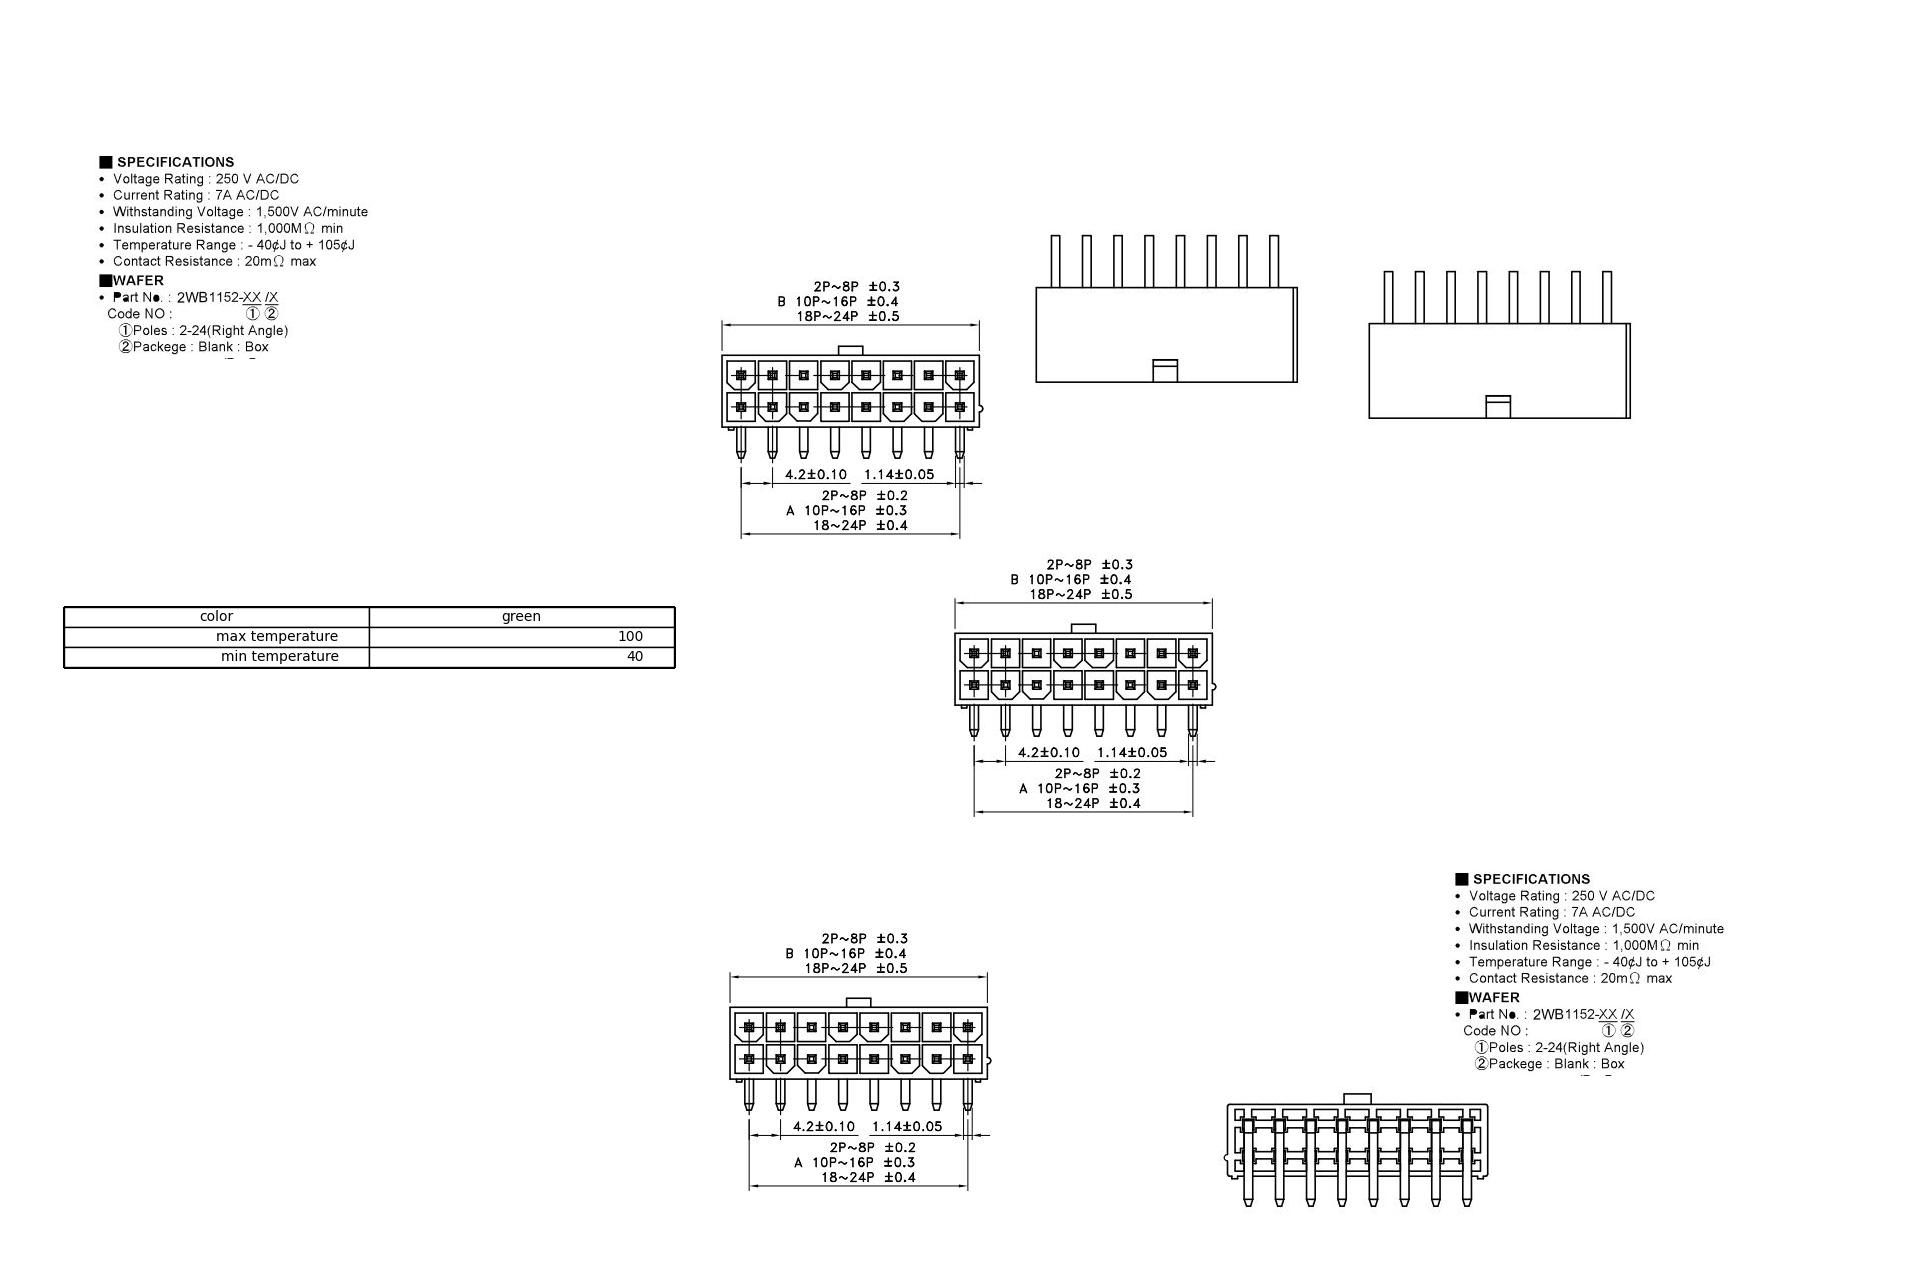 ■ SPECIFICATIONS
• Voltage Rating : 250 V AC/DC
• Current Rating : 7A AC/DC
• Withstanding Voltage : 1,500V AC/minute
• Insulation Resistance : 1,000MΩ min
• Temperature Range : - 40¢J to + 105¢J
• Contact Resistance : 20mΩ max
■WAFER
• Part No. : 2WB1152-XX /X
Code NO : ① ②
①Poles : 2-24(Right Angle)
②Packege : Blank : Box
2P~8P ±0.3
B 10P~16P ±0.4
18P~24P ±0.5
4.2±0.10 1.14±0.05
2P~8P ±0.2
A 10P~16P ±0.3
18~24P ±0.4
color green
max temperature 100
min temperature 40
2P~8P ±0.3
B 10P~16P ±0.4
18P~24P ±0.5
4.2±0.10 1.14±0.05
2P~8P ±0.2
A 10P~16P ±0.3
18~24P ±0.4
2P~8P ±0.3
B 10P~16P ±0.4
18P~24P ±0.5
4.2±0.10 1.14±0.05
2P~8P ±0.2
A 10P~16P ±0.3
18~24P ±0.4
■ SPECIFICATIONS
• Voltage Rating : 250 V AC/DC
• Current Rating : 7A AC/DC
• Withstanding Voltage : 1,500V AC/minute
• Insulation Resistance : 1,000MΩ min
• Temperature Range : - 40¢J to + 105¢J
• Contact Resistance : 20mΩ max
■WAFER
• Part No. : 2WB1152-XX /X
Code NO : ① ②
①Poles : 2-24(Right Angle)
②Packege : Blank : Box